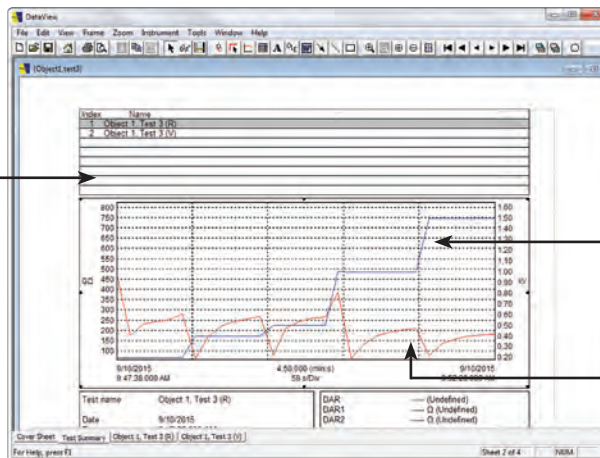 DataView
File Edit View Frame Zoom Instrument Tools Window Help
(Object1.test3)
Index Name
1 Object 1, Test 3 (R)
2 Object 1, Test 3 (V)
800
750
700
650
600
550
500
450
400
350
300
250
200
150
100
GΩ
1.60
1.50
1.40
1.30
1.20
1.10
1.00
0.90
0.80
0.70
0.60
0.50
0.40
0.30
0.20
kV
9/10/2015 4:50.000 (min:s) 9/10/2015
9:47:38.000 AM 58 s/Div 9:52:28.000 AM
Test name Object 1, Test 3 (R)
Date 9/10/2015
DAR ---- (Undefined)
DAR1 ---- Ω (Undefined)
DAR2 ---- Ω (Undefined)
Cover Sheet Test Summary Object 1, Test 3 (R) Object 1, Test 3 (V)
For Help, press F1 Sheet 2 of 4 NUM